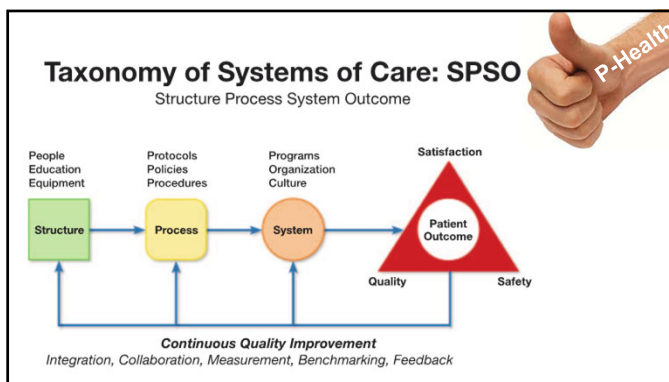 P-Health
Taxonomy of Systems of Care: SPSO
Structure Process System Outcome
People
Education
Equipment
Protocols
Policies
Procedures
Programs
Organization
Culture
Satisfaction
Structure
Process
System
Patient
Outcome
Quality
Safety
Continuous Quality Improvement
Integration, Collaboration, Measurement, Benchmarking, Feedback